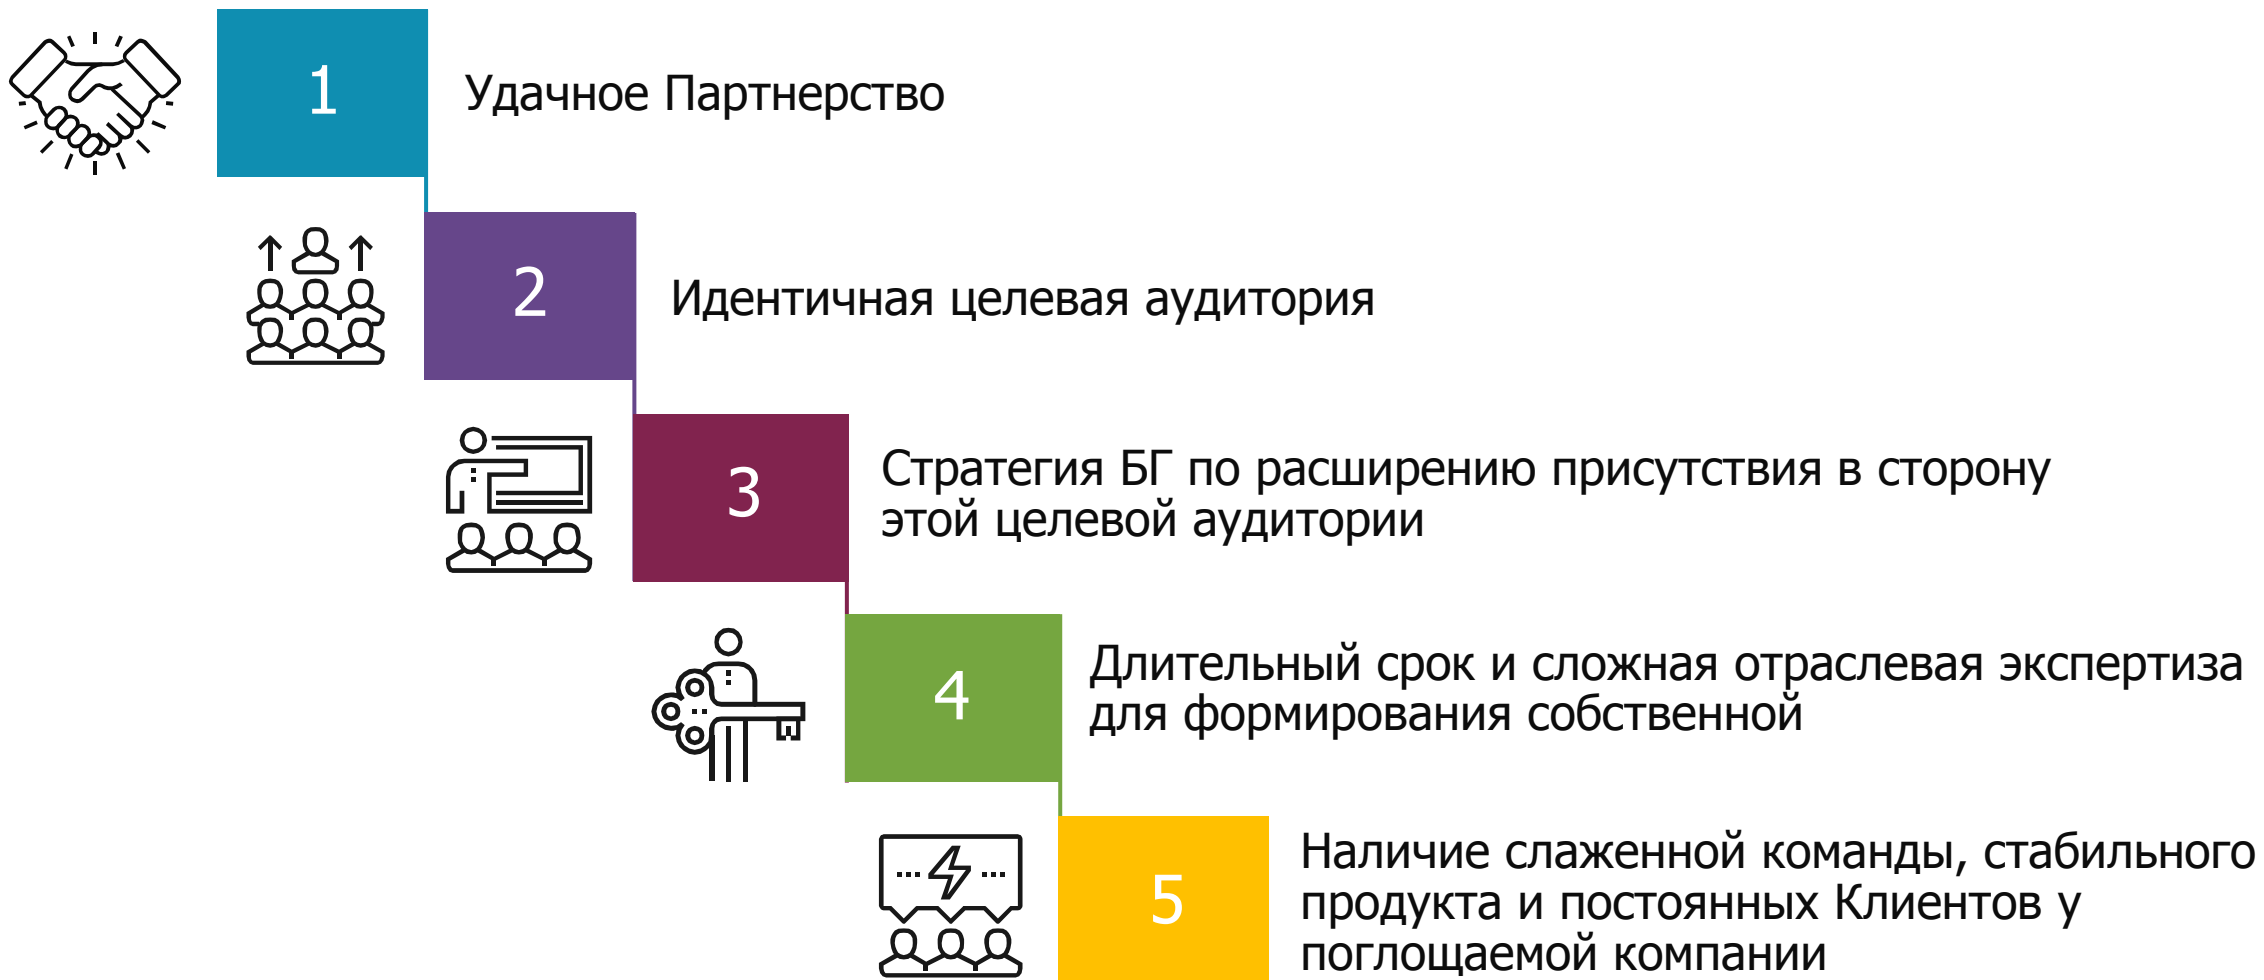 1
Удачное Партнерство
2
Идентичная целевая аудитория
3
Стратегия БГ по расширению присутствия в сторону
этой целевой аудитории
4
Длительный срок и сложная отраслевая экспертиза
для формирования собственной
5
Наличие слаженной команды, стабильного
продукта и постоянных Клиентов у
поглощаемой компании